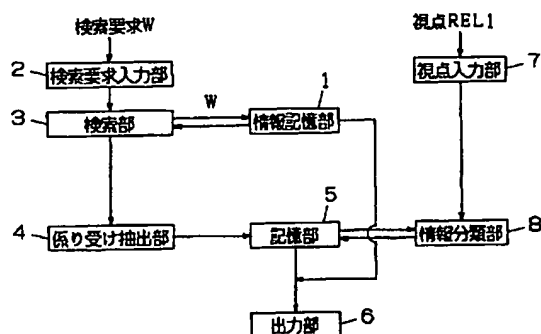 検索要求W
視点REL1
2 検索要求入力部
視点入力部 7
3 検索部
W
1
情報記憶部
5
4 係り受け抽出部
記憶部
情報分類部 8
出力部 6